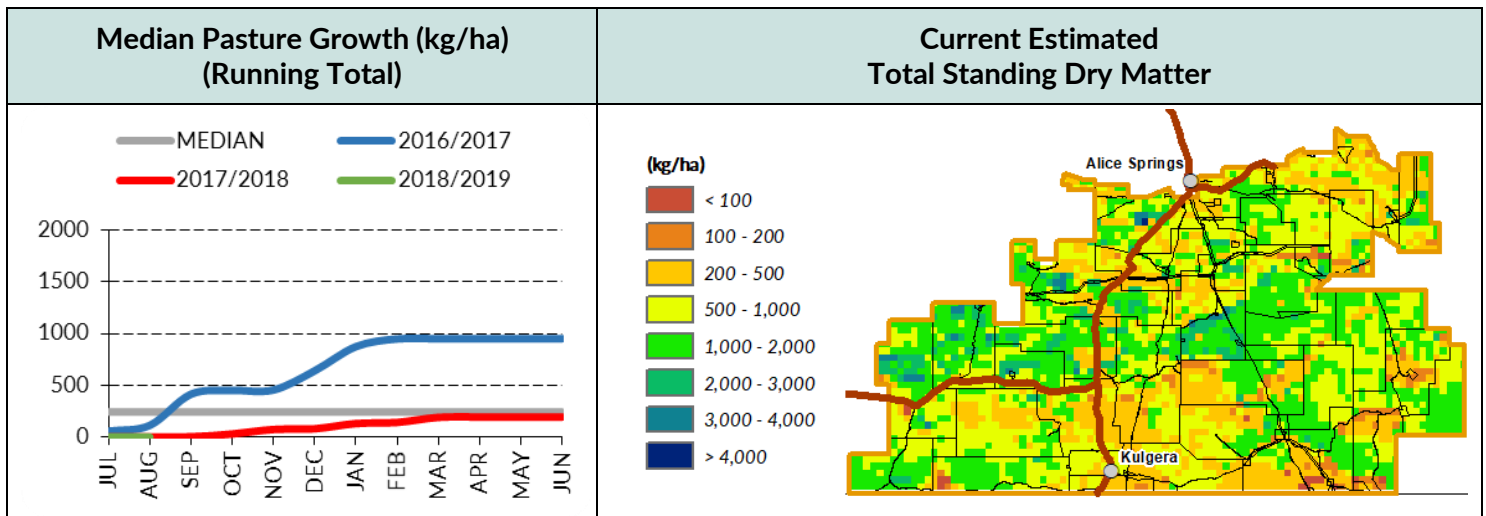 Median Pasture Growth (kg/ha)
(Running Total)
Current Estimated
Total Standing Dry Matter
MEDIAN
2016/2017
2017/2018
2018/2019
2000
1500
1000
500
0
JUL
AUG
SEP
OCT
NOV
DEC
JAN
FEB
MAR
APR
MAY
JUN
(kg/ha)
< 100
100 - 200
200 - 500
500 - 1,000
1,000 - 2,000
2,000 - 3,000
3,000 - 4,000
> 4,000
Alice Springs
Kulgera